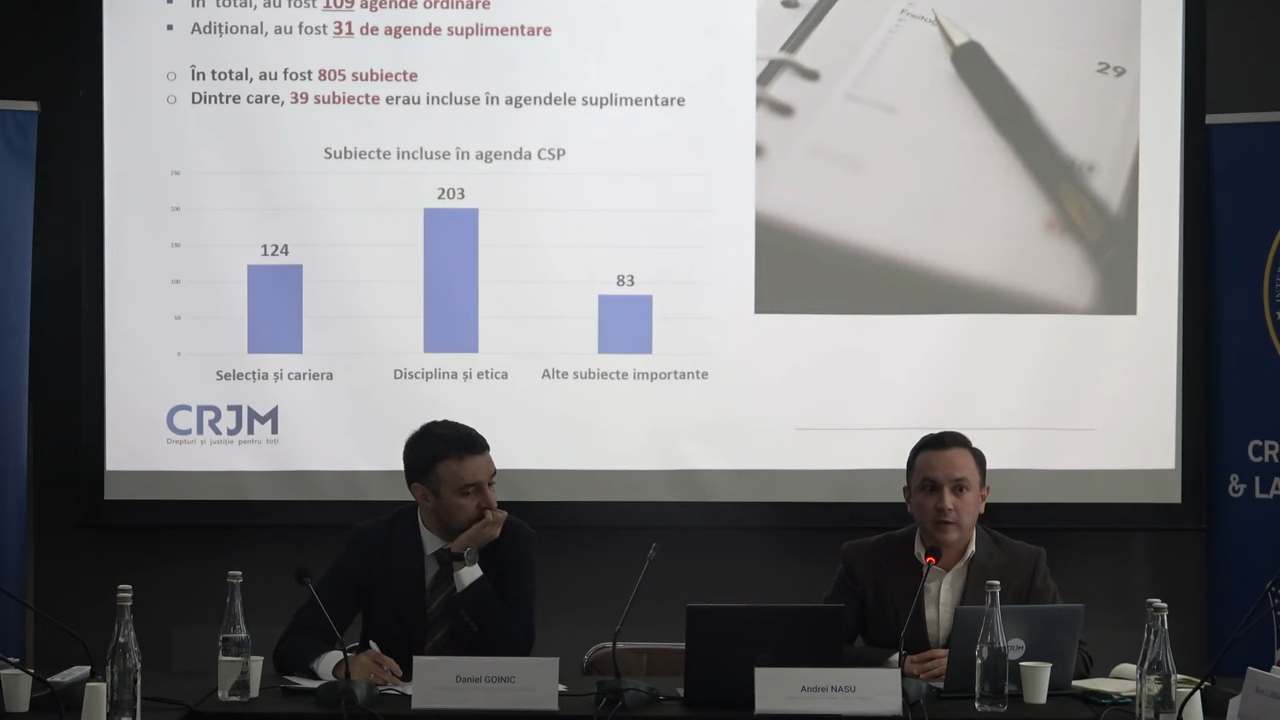 În total, au fost 109 agende ordinare
Adițional, au fost 31 de agende suplimentare
În total, au fost 805 subiecte
Dintre care, 39 subiecte erau incluse în agendele suplimentare
Subiecte incluse în agenda CSP
250
200
150
100
50
0
124
203
83
Selecția și cariera
Disciplina și etica
Alte subiecte importante
CRJM
Drepturi și justiție pentru toți
29
CR
& LA
CRJM
Daniel GOINIC
Andrei NASU